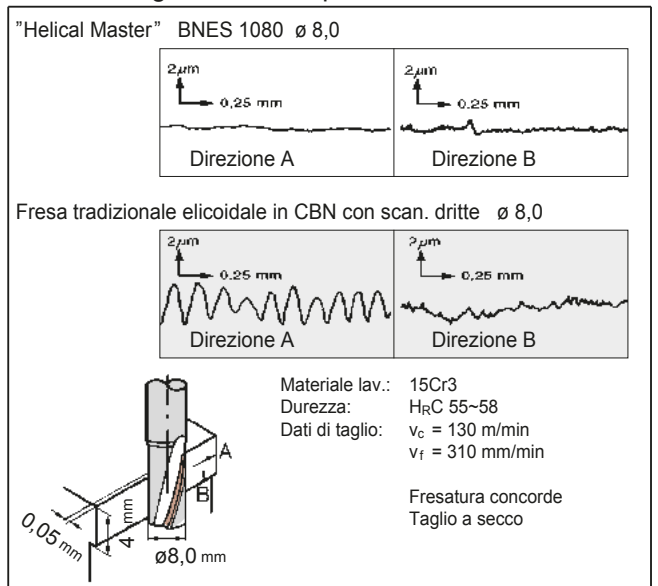 "Helical Master" BNES 1080 ø 8,0
2µm
0,25 mm
Direzione A
2µm
0,25 mm
Direzione B
Fresa tradizionale elicoidale in CBN con scan. dritte ø 8,0
2µm
0.25 mm
Direzione A
2µm
0,25 mm
Direzione B
Materiale lav.: 15Cr3
Durezza: HRC 55~58
Dati di taglio: vc = 130 m/min
vf = 310 mm/min
Fresatura concorde
Taglio a secco
A
B
0,05 mm
4 mm
ø8,0 mm